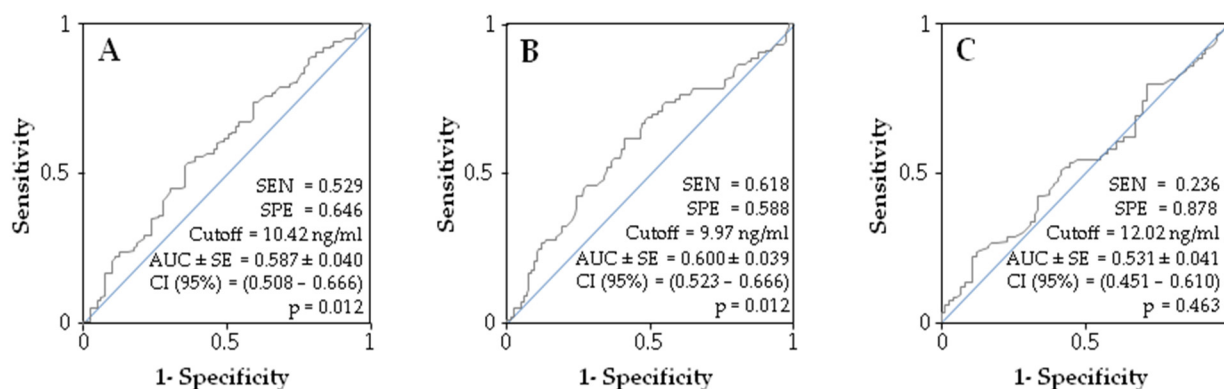 A
1
0.5
0
Sensitivity
SEN = 0.529
SPE = 0.646
Cutoff = 10.42 ng/ml
AUC ± SE = 0.587 ± 0.040
CI (95%) = (0.508 – 0.666)
p = 0.012
0 0.5 1
1- Specificity
B
1
0.5
0
Sensitivity
SEN = 0.618
SPE = 0.588
Cutoff = 9.97 ng/ml
AUC ± SE = 0.600 ± 0.039
CI (95%) = (0.523 – 0.666)
p = 0.012
0 0.5 1
1- Specificity
C
1
0.5
0
Sensitivity
SEN = 0.236
SPE = 0.878
Cutoff = 12.02 ng/ml
AUC ± SE = 0.531 ± 0.041
CI (95%) = (0.451 – 0.610)
p = 0.463
0 0.5
1- Specificity